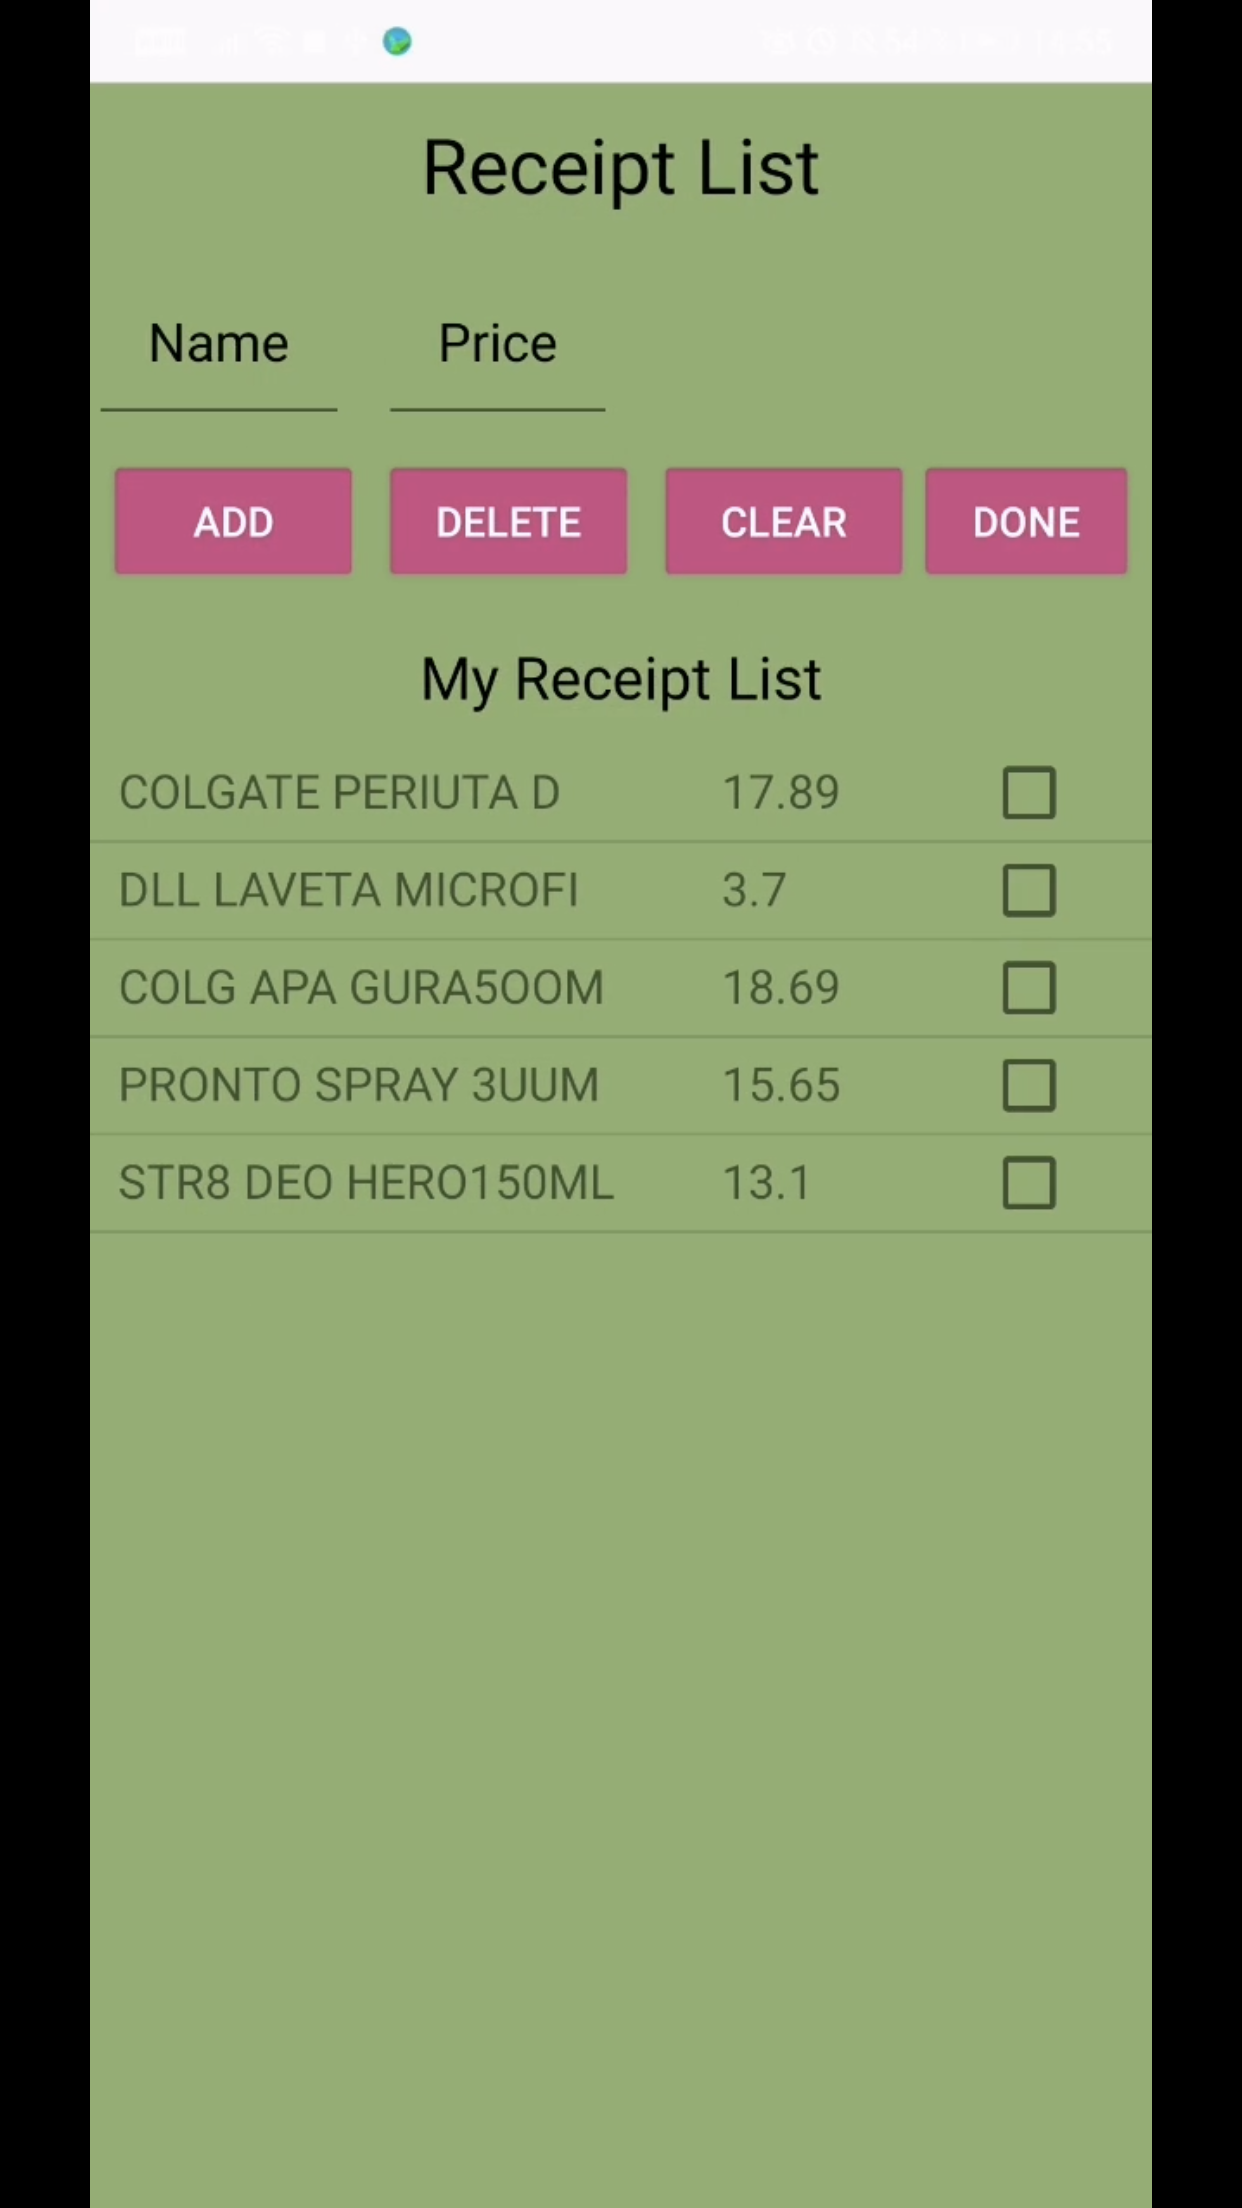 Receipt List
Name Price
ADD DELETE CLEAR DONE
My Receipt List
COLGATE PERIUTA D 17.89
DLL LAVETA MICROFI 3.7
COLG APA GURA5OOM 18.69
PRONTO SPRAY 3UUM 15.65
STR8 DEO HERO150ML 13.1